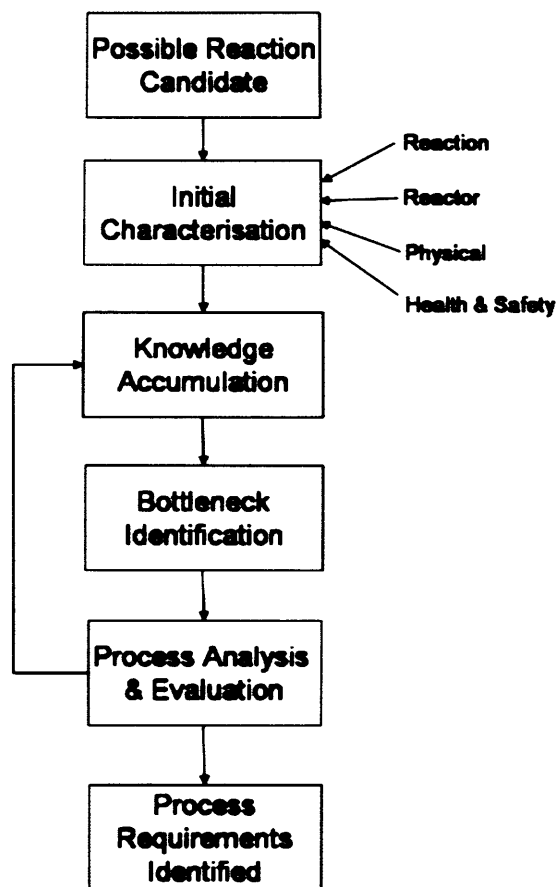 Possible Reaction
Candidate
Reaction
Initial
Characterisation
Reactor
Physical
Health & Safety
Knowledge
Accumulation
Bottleneck
Identification
Process Analysis
& Evaluation
Process
Requirements
Identified